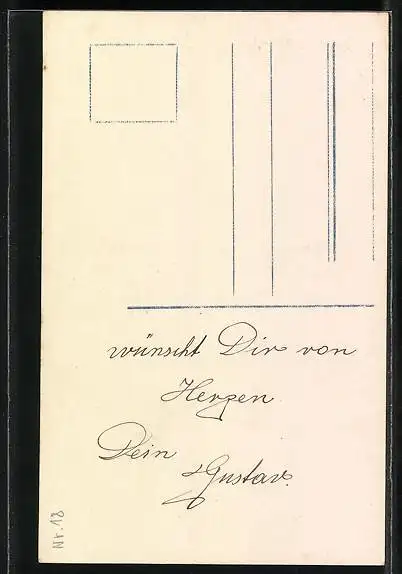 wünscht Dir von
Herzen
Dein
Gustav.
Nr. 18